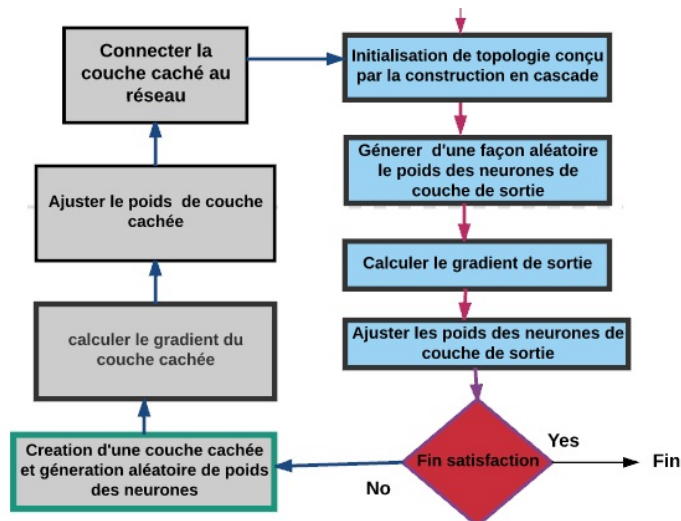 Connecter la
couche caché au
réseau
Initialisation de topologie conçu
par la construction en cascade
Génerer d'une façon aléatoire
le poids des neurones de
couche de sortie
Ajuster le poids de couche
cachée
Calculer le gradient de sortie
calculer le gradient du
couche cachée
Ajuster les poids des neurones de
couche de sortie
Creation d'une couche cachée
et géneration aléatoire de poids
des neurones
Fin satisfaction
Yes
Fin
No